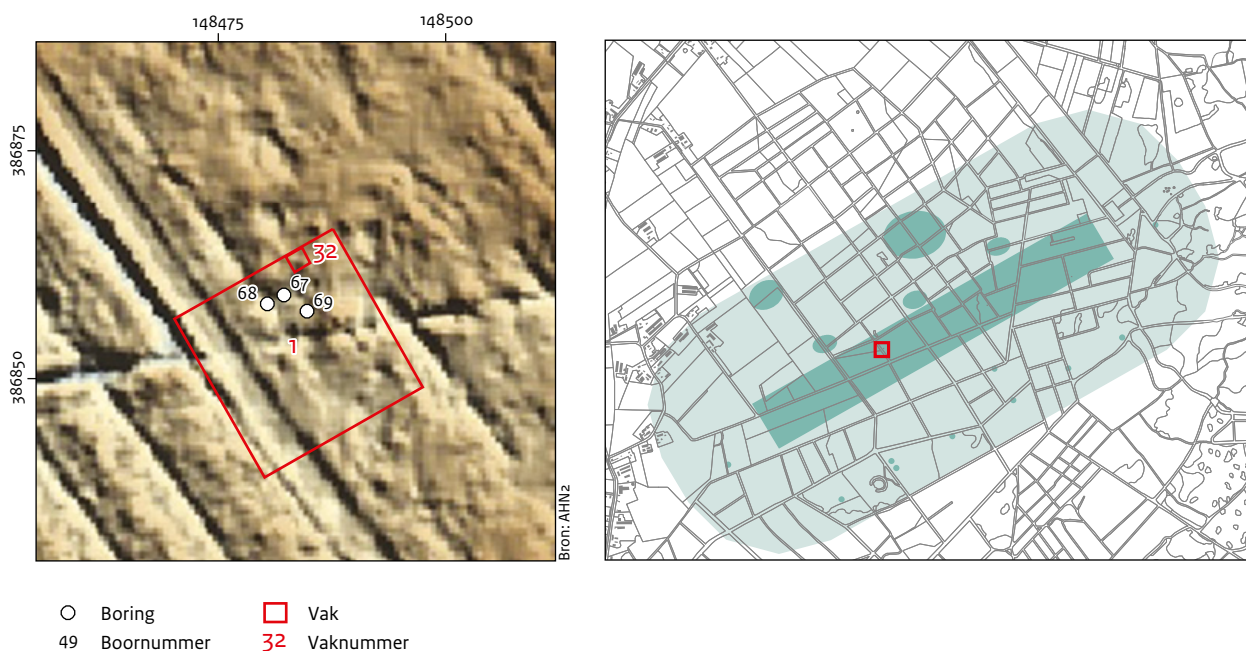 148475 148500
386875
386850
32
67
68
69
1
Bron: AHN2
Boring
Vak
49 Boornummer
32 Vaknummer